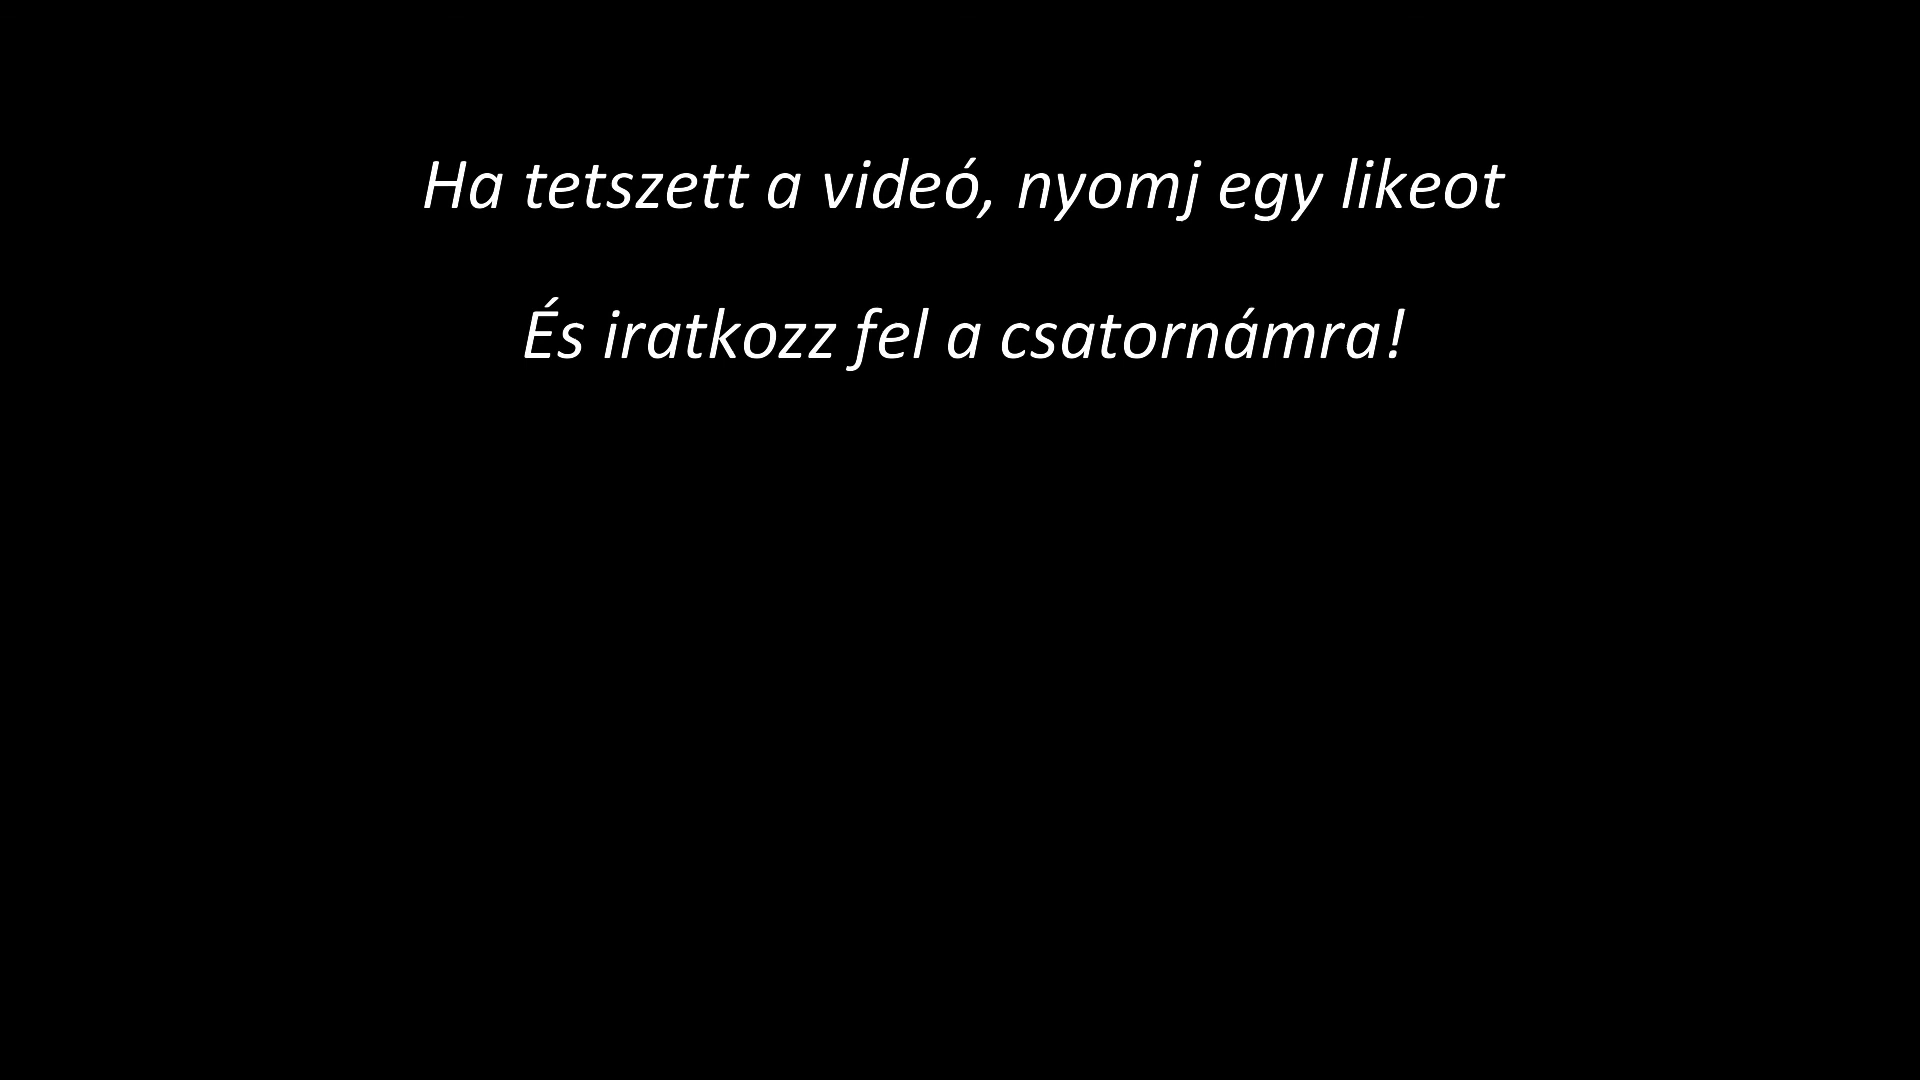 Ha tetszett a videó, nyomj egy likeot
És iratkozz fel a csatornámra!